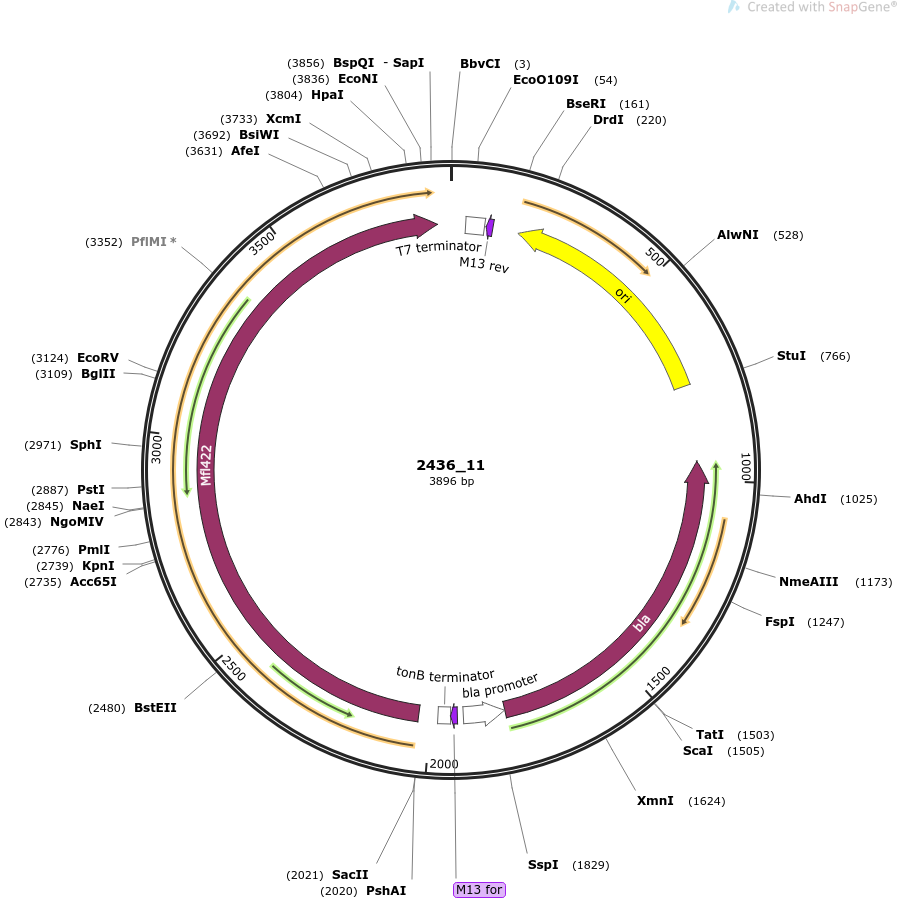 Created with SnapGene®
(3856) BspQI - SapI
BbvCI (3)
(3836) EcoNI
EcoO109I (54)
(3804) HpaI
BseRI (161)
(3733) XcmI
DrdI (220)
(3692) BsiWI
(3631) AfeI
(3352) PflMI *
AlwNI (528)
3500
500
T7 terminator
M13 rev
ori
(3124) EcoRV
StuI (766)
(3109) BglII
(2971) SphI
3000
Mfl422
2436_11
3896 bp
1000
(2887) PstI
AhdI (1025)
(2845) NaeI
(2843) NgoMIV
(2776) PmlI
(2739) KpnI
(2735) Acc65I
NmeAIII (1173)
FspI (1247)
bla
2500
1500
tonB terminator
bla promoter
(2480) BstEII
TatI (1503)
ScaI (1505)
2000
XmnI (1624)
SspI (1829)
(2021) SacII
(2020) PshAI
M13 for